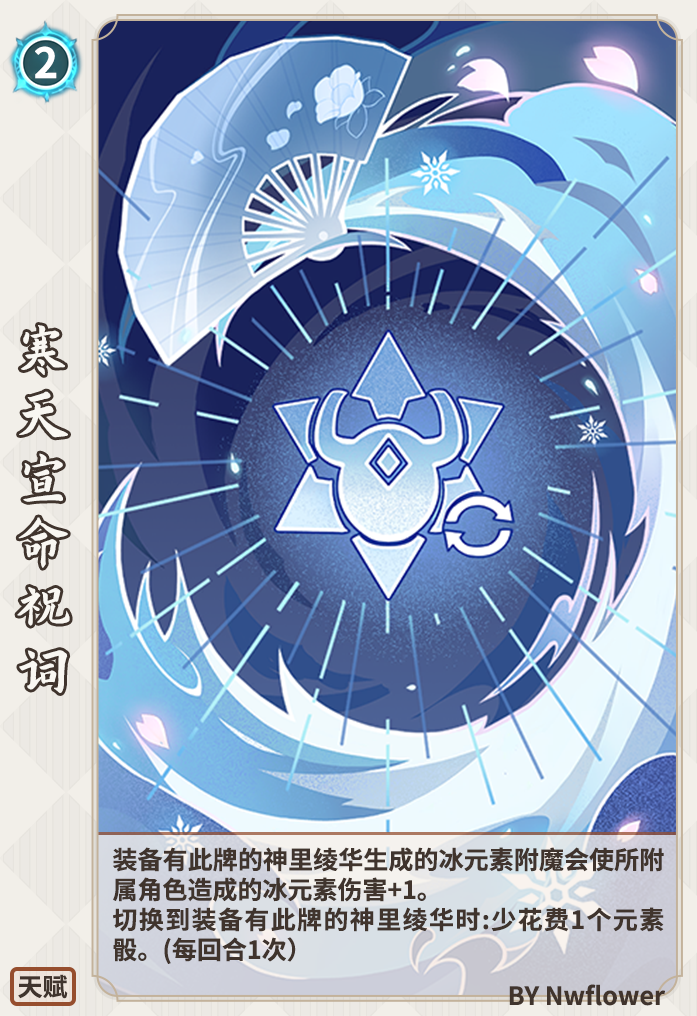 2
寒天宣命祝词
装备有此牌的神里绫华生成的冰元素附魔会使所附
属角色造成的冰元素伤害+1。
切换到装备有此牌的神里绫华时:少花费1个元素
骰。(每回合1次)
天赋
BY Nwflower